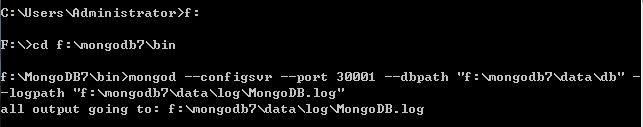 C:\Users\Administrator>f:
F:\>cd f:\mongodb7\bin
f:\MongoDB7\bin>mongod --configsvr --port 30001 --dbpath "f:\mongodb7\data\db" -
-logpath "f:\mongodb7\data\log\MongoDB.log"
all output going to: f:\mongodb7\data\log\MongoDB.log